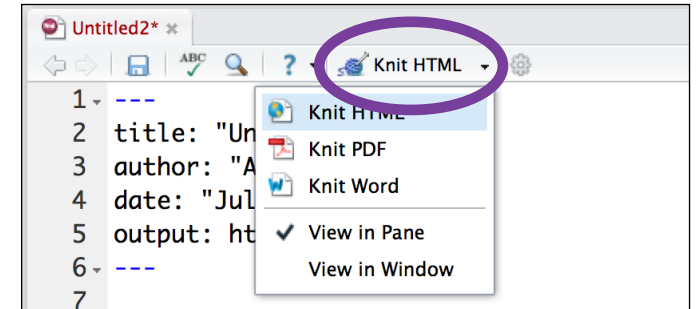 Untitled2*
ABC ? Knit HTML
1 ---
2 title: "Un
3 author: "A
4 date: "Jul
5 output: ht
6 ---
7
Knit HTML
Knit PDF
Knit Word
View in Pane
View in Window